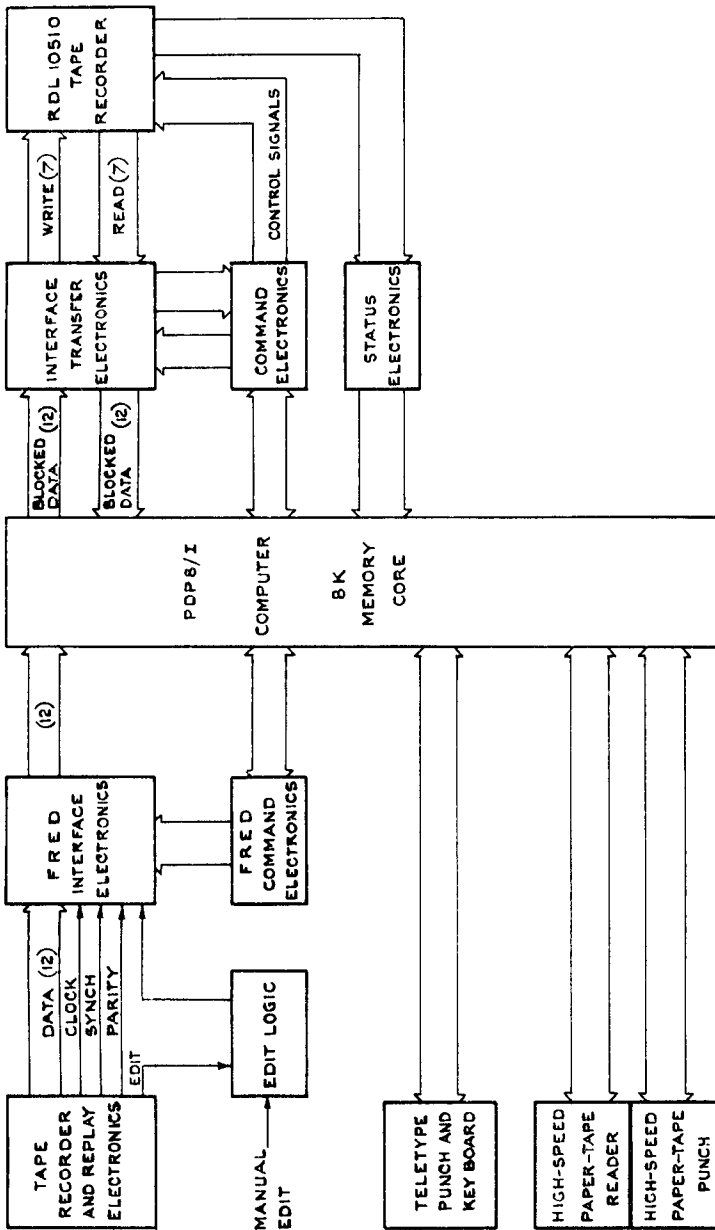 TAPE
RECORDER
AND REPLAY
ELECTRONICS
DATA (12)
CLOCK
SYNCH
PARITY
EDIT
MANUAL
EDIT
EDIT LOGIC
FRED
INTERFACE
ELECTRONICS
FRED
COMMAND
ELECTRONICS
(12)
TELETYPE
PUNCH AND
KEY BOARD
HIGH-SPEED
PAPER-TAPE
READER
HIGH-SPEED
PAPER-TAPE
PUNCH
PDP8/I
COMPUTER
8K
MEMORY
CORE
BLOCKED
DATA (12)
BLOCKED
DATA (12)
INTERFACE
TRANSFER
ELECTRONICS
COMMAND
ELECTRONICS
STATUS
ELECTRONICS
WRITE (7)
READ (7)
CONTROL SIGNALS
RDL 10510
TAPE
RECORDER